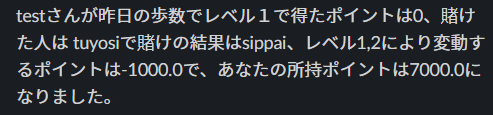 testさんが昨日の歩数でレベル１で得たポイントは0、賭け
た人は tuyosiで賭けの結果はsippai、レベル1,2により変動す
るポイントは-1000.0で、あなたの所持ポイントは7000.0に
なりました。